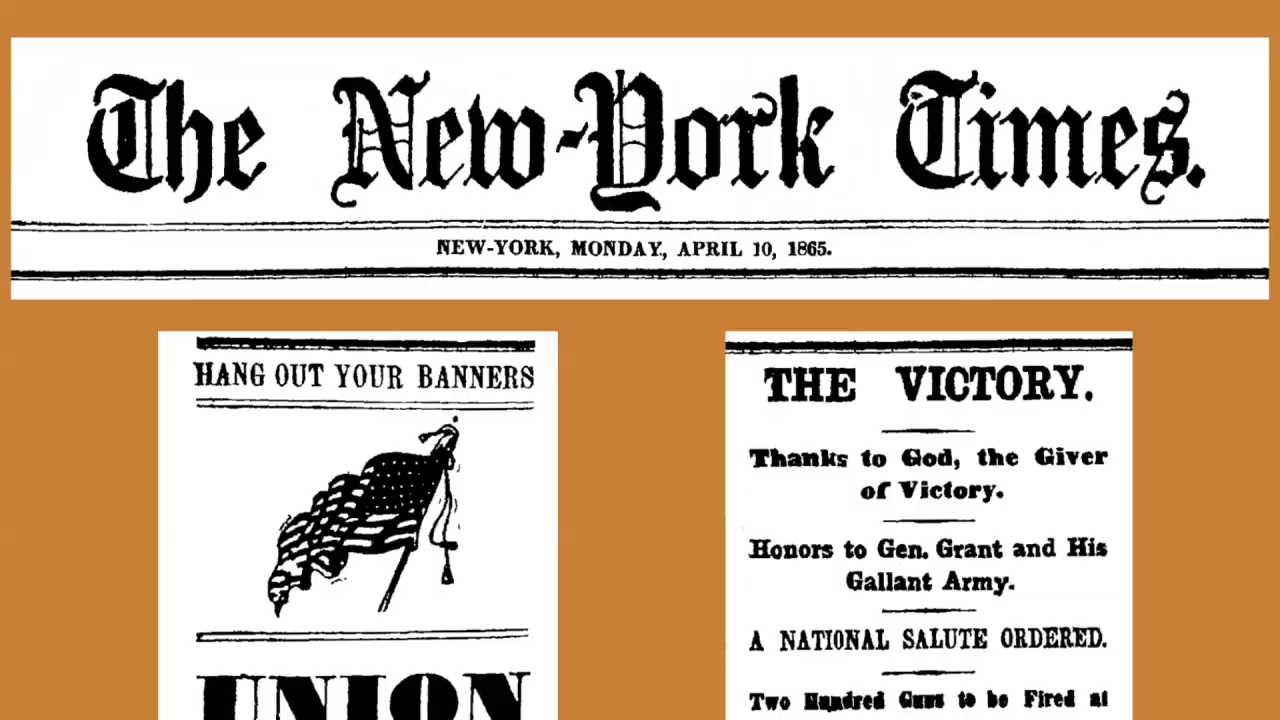 The New-York Times.
NEW-YORK, MONDAY, APRIL 10, 1865.
HANG OUT YOUR BANNERS
UNION
THE VICTORY.
Thanks to God, the Giver
of Victory.
Honors to Gen. Grant and His
Gallant Army.
A NATIONAL SALUTE ORDERED.
Two Hundred Guns to be Fired at